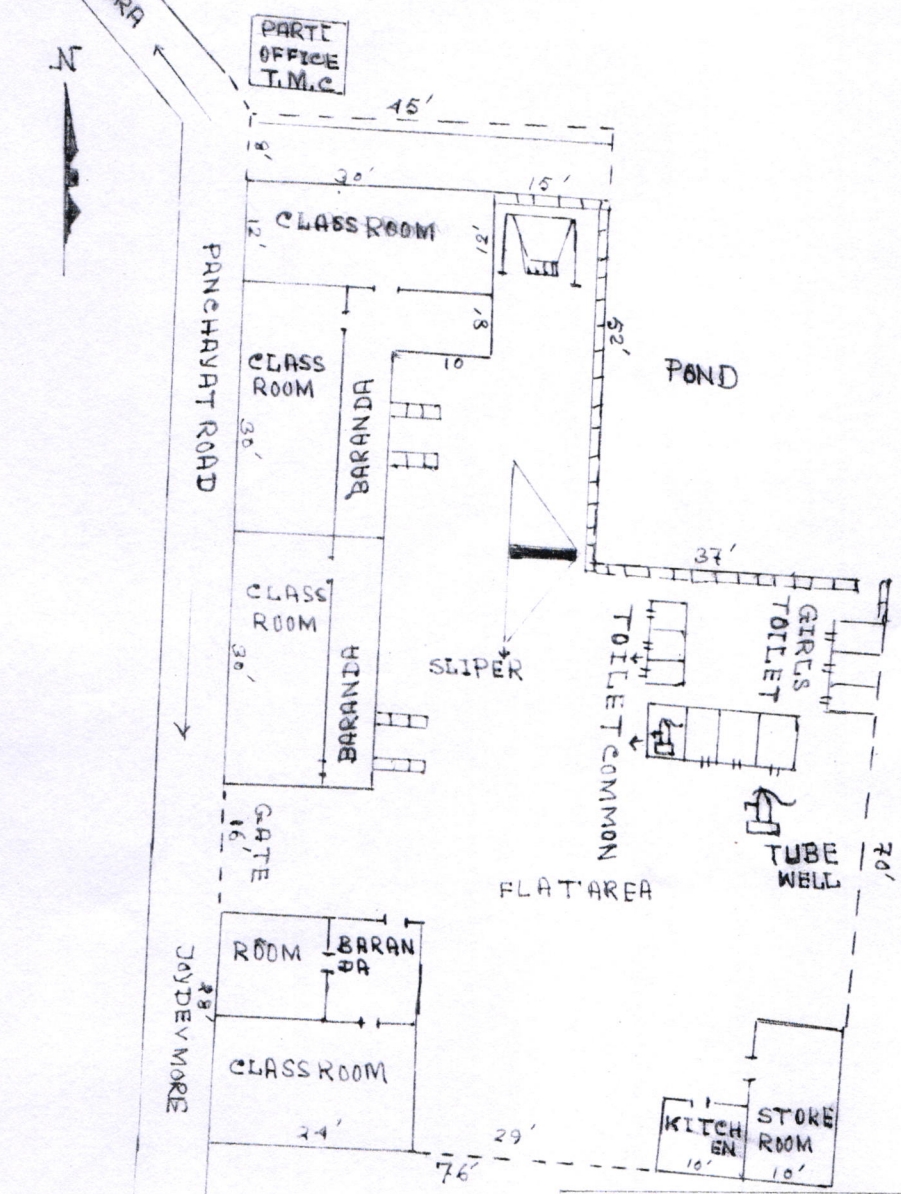 RA
N
PARTI
OFFICE
T.M.C
45'
8'
30'
15'
CLASS ROOM
12'
12'
8'
10
52'
POND
PANCHAYAT ROAD
CLASS
ROOM
30'
BARANDA
37'
CLASS
ROOM
30'
BARANDA
SLIPER
TOILET COMMON
GIRLS
TOILET
GATE
16'
TUBE
WELL
70'
FLAT AREA
ROOM
BARAN
DA
28'
JOYDEV MORE
CLASS ROOM
24'
29'
76'
KITCH
EN
10'
STORE
ROOM
10'